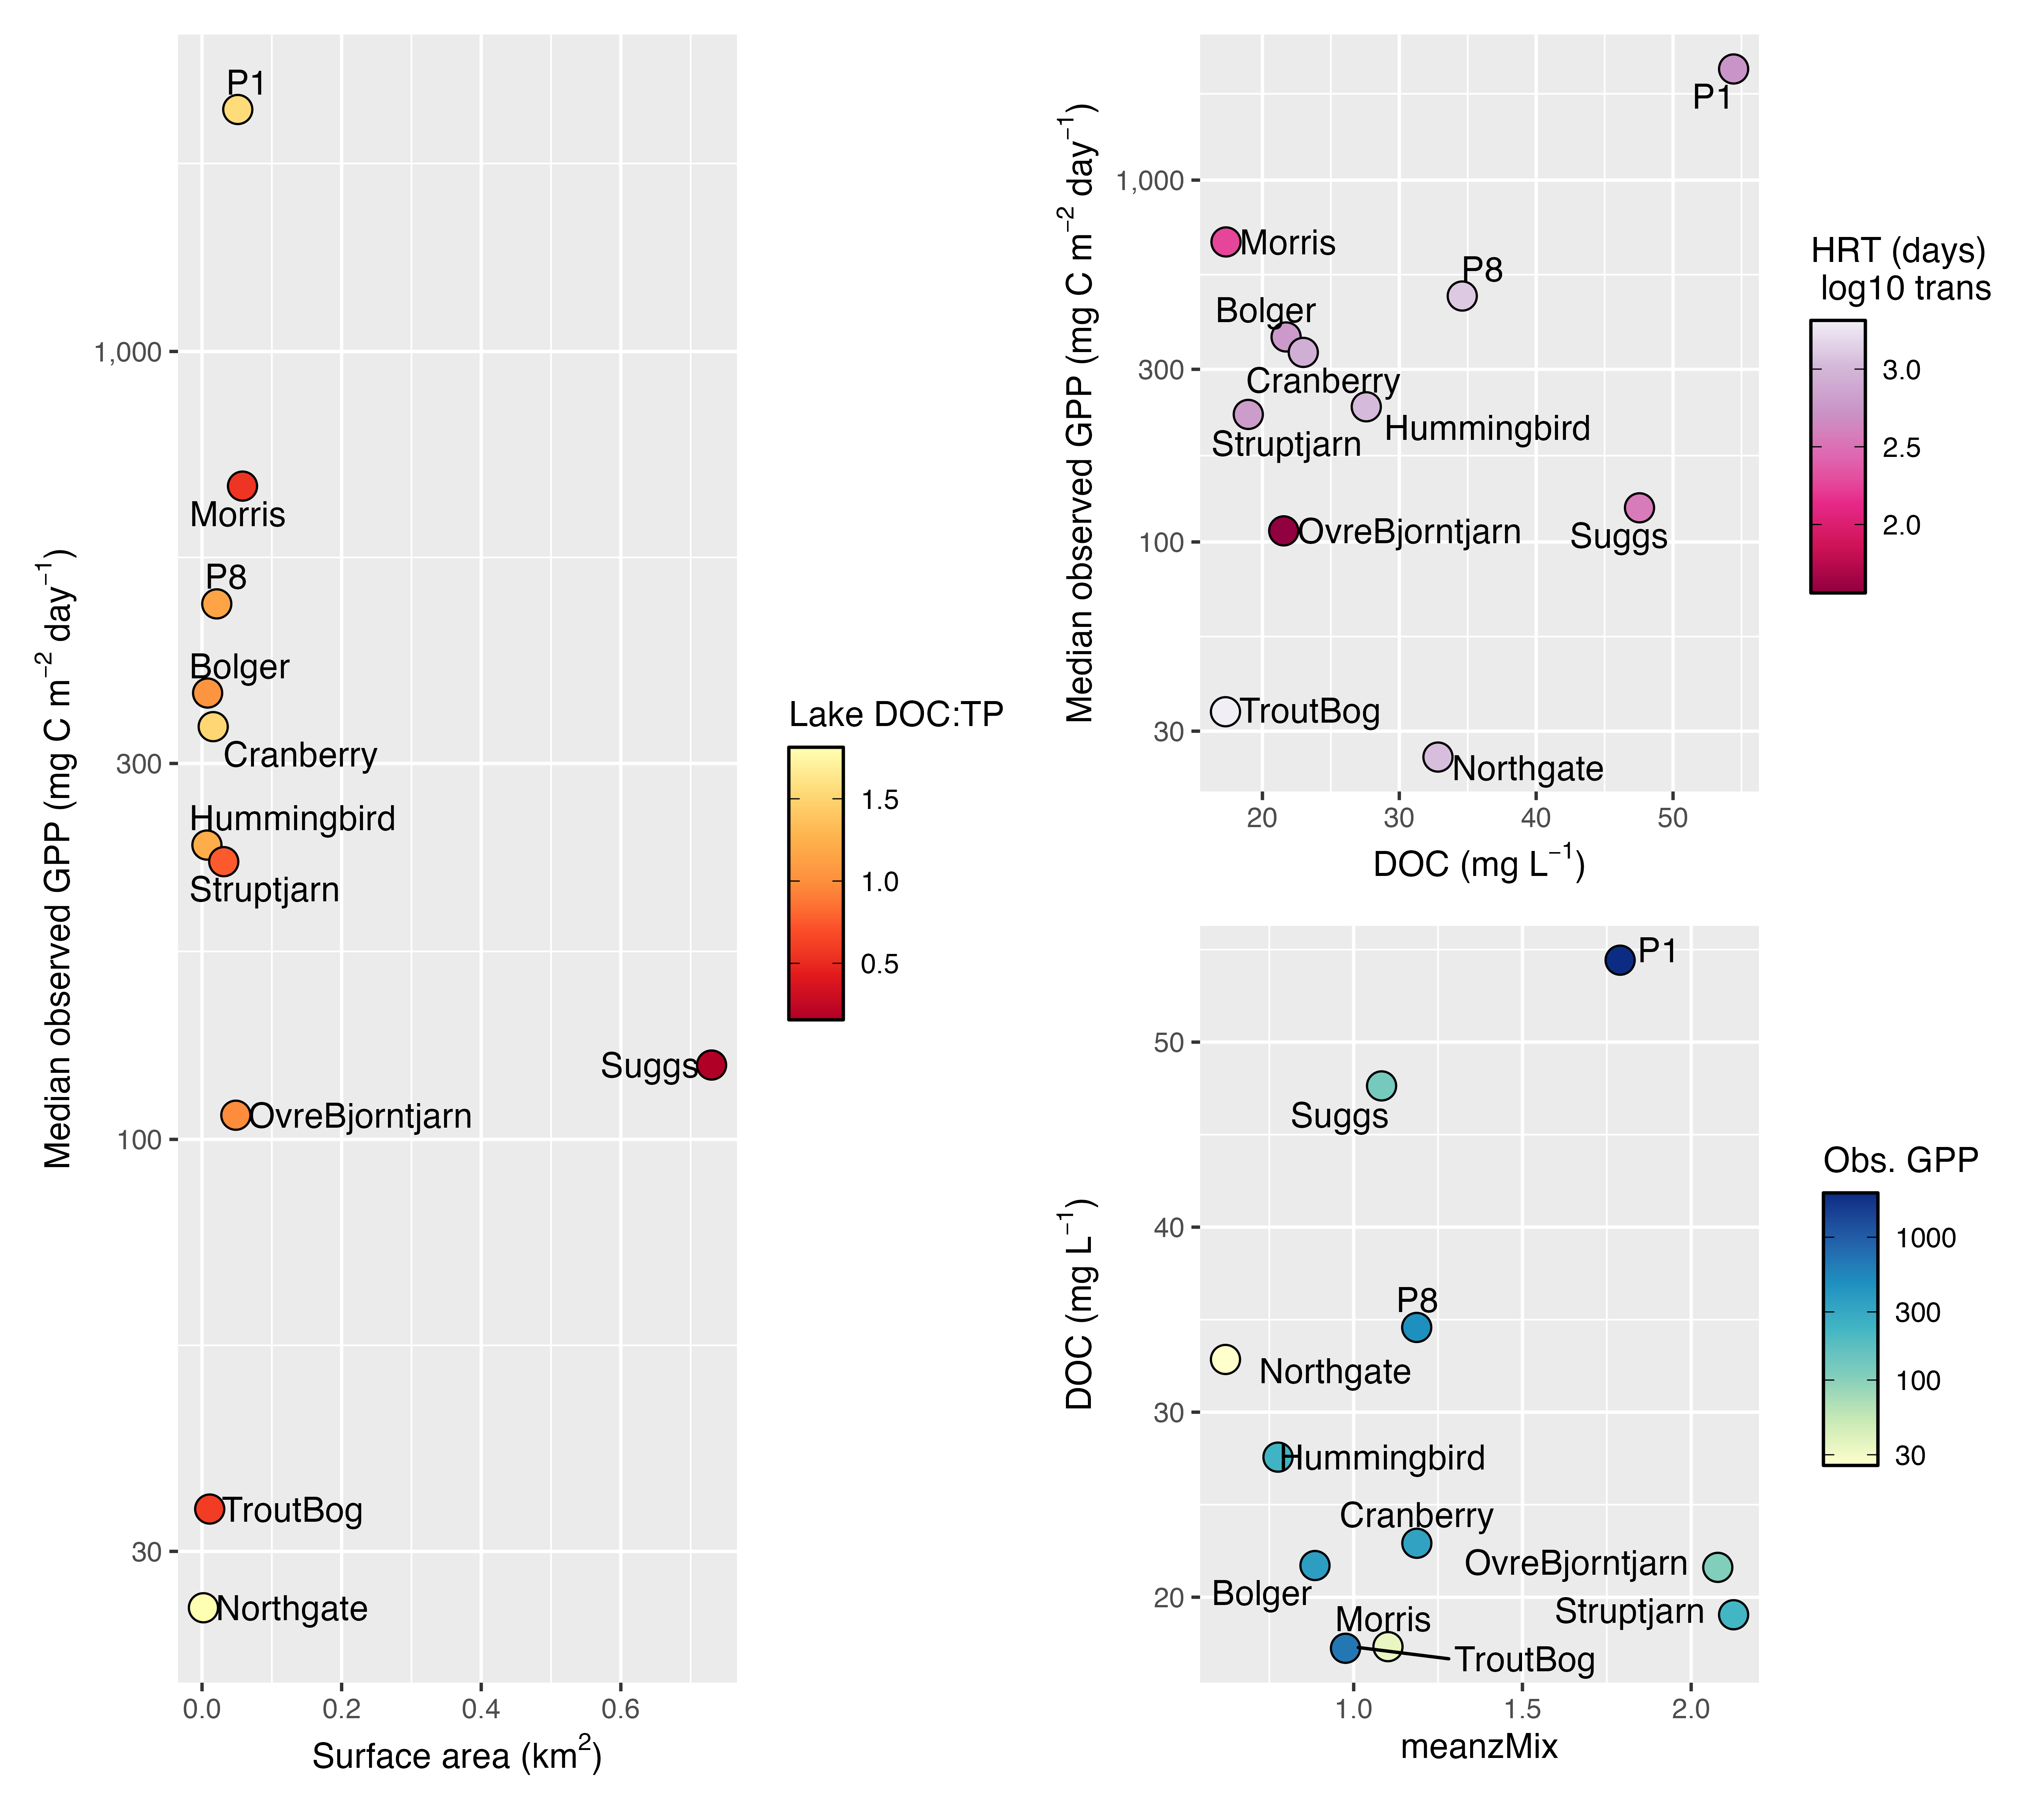 Median observed GPP (mg C m⁻² day⁻¹)
1,000
300
100
30
P1
Morris
P8
Bolger
Cranberry
Hummingbird
Struptjarn
Suggs
OvreBjorntjarn
TroutBog
Northgate
0.0 0.2 0.4 0.6
Surface area (km²)
Lake DOC:TP
1.5
1.0
0.5
Median observed GPP (mg C m⁻² day⁻¹)
1,000
300
100
30
P1
Morris
P8
Bolger
Cranberry
Hummingbird
Struptjarn
OvreBjorntjarn
Suggs
TroutBog
Northgate
20 30 40 50
DOC (mg L⁻¹)
HRT (days)
log10 trans
3.0
2.5
2.0
DOC (mg L⁻¹)
50
40
30
20
P1
Suggs
P8
Northgate
Hummingbird
Cranberry
OvreBjorntjarn
Bolger
Struptjarn
Morris
TroutBog
1.0 1.5 2.0
meanzMix
Obs. GPP
1000
300
100
30